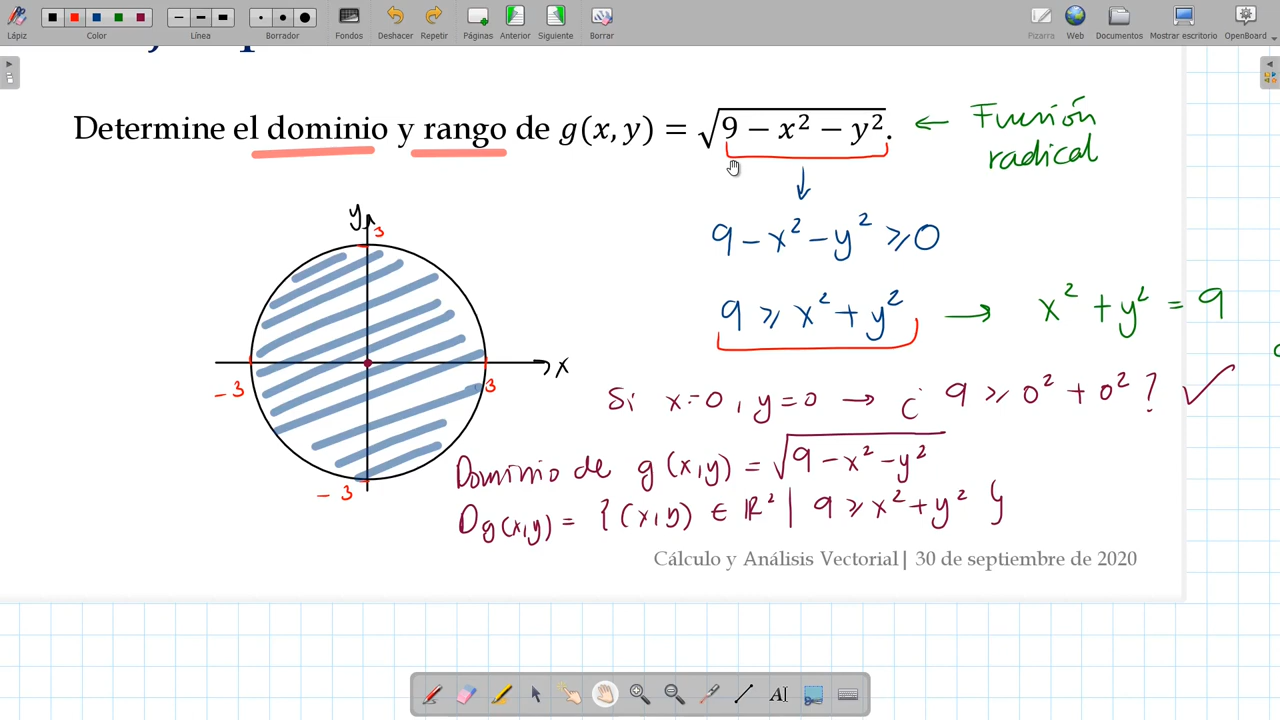 Lápiz Color Línea Borrador Fondos Deshacer Repetir Páginas Anterior Siguiente Borrar Pizarra Web Documentos Mostrar escritorio OpenBoard
Determine el dominio y rango de g(x, y) = √(9 − x² − y²). ← Función
radical
9 − x² − y² ⩾ 0
9 ⩾ x² + y² → x² + y² = 9
y
3
x
-3
3
-3
Si x=0, y=0 → ¿ 9 ⩾ 0² + 0² ? ✓
Dominio de g(x,y) = √(9 − x² − y²)
Dg(x,y) = {(x,y) ∈ ℝ² | 9 ⩾ x² + y² }
Cálculo y Análisis Vectorial| 30 de septiembre de 2020
AI